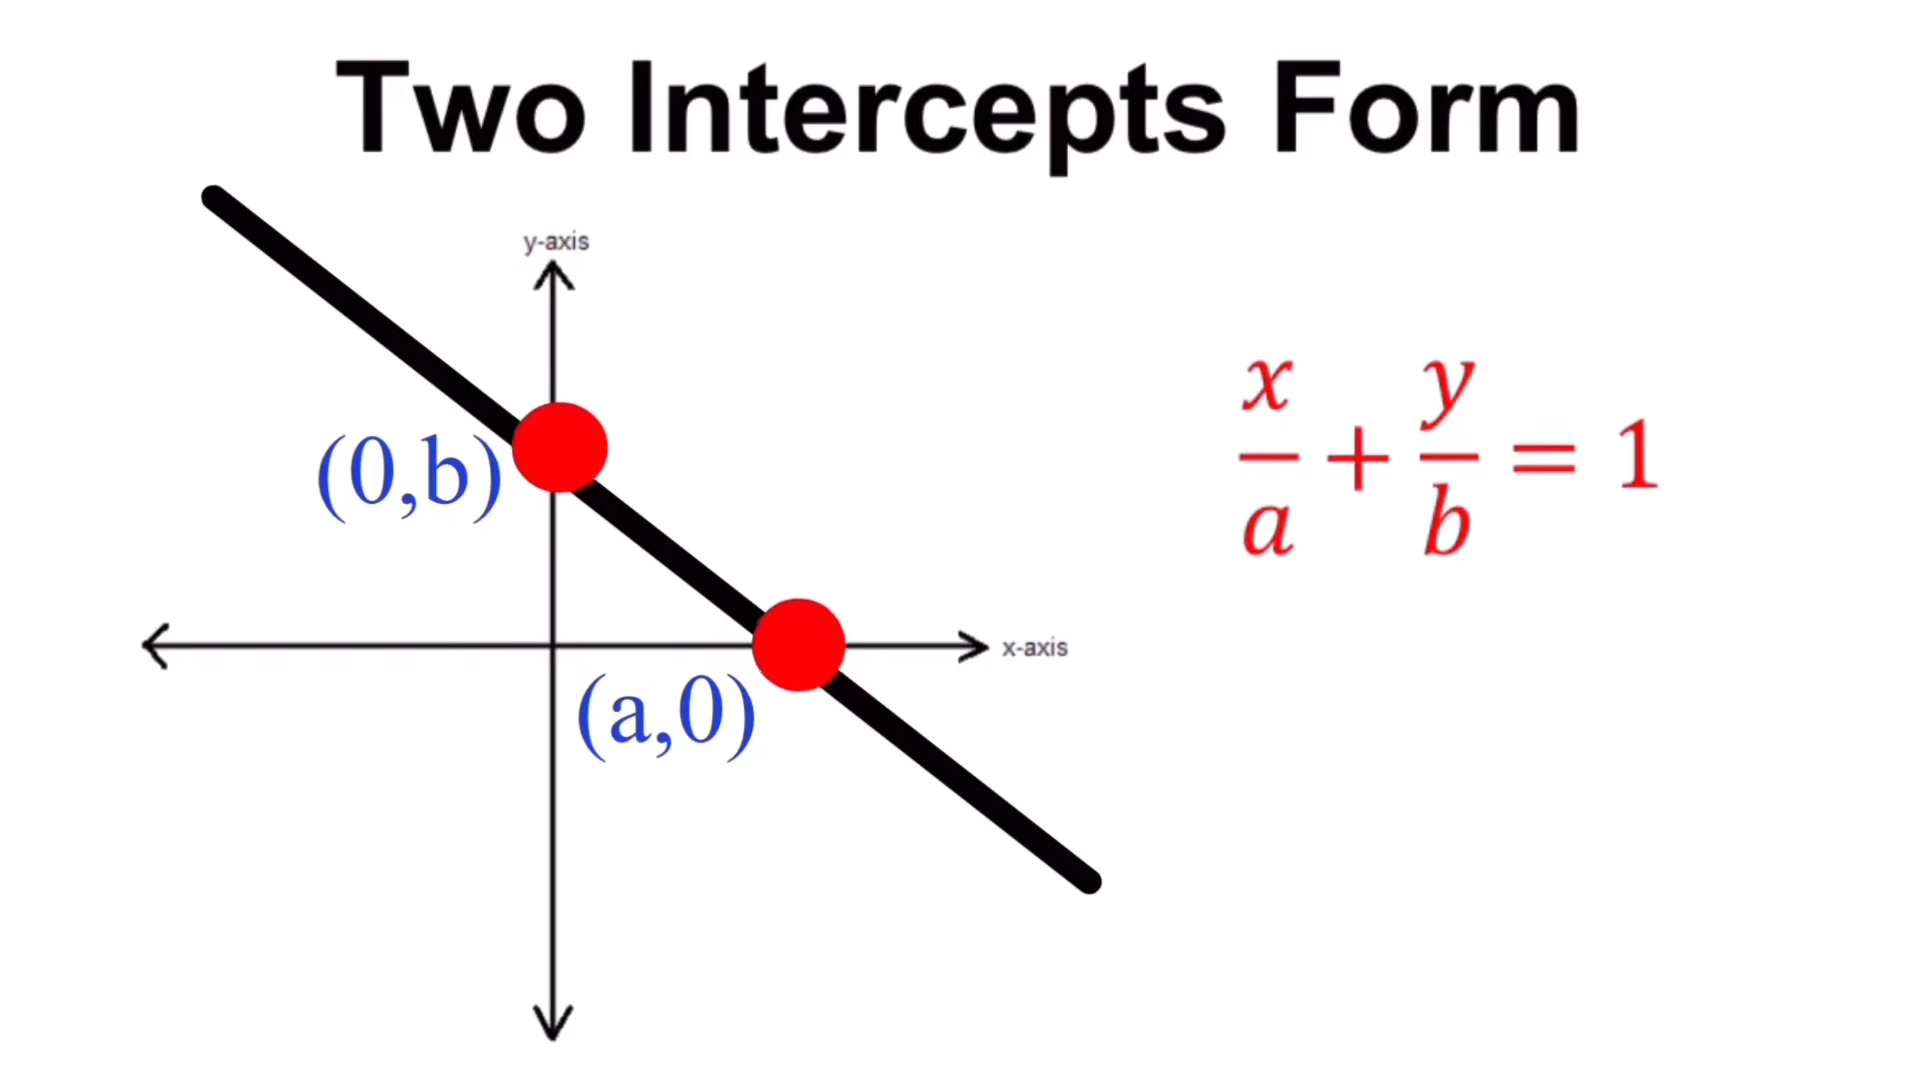 Two Intercepts Form
y-axis
(0,b)
x/a + y/b = 1
x-axis
(a,0)